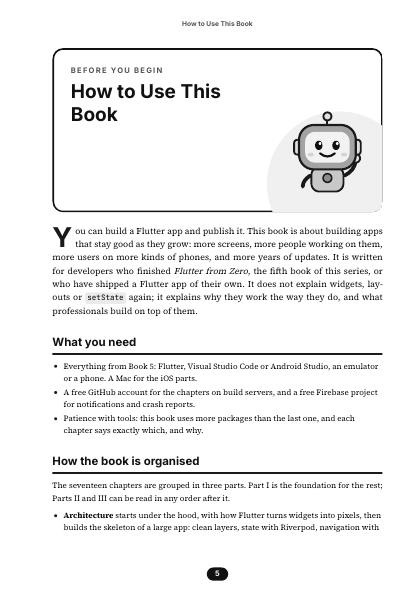 How to Use This Book
BEFORE YOU BEGIN
How to Use This
Book
You can build a Flutter app and publish it. This book is about building apps
that stay good as they grow: more screens, more people working on them,
more users on more kinds of phones, and more years of updates. It is written
for developers who finished Flutter from Zero, the fifth book of this series, or
who have shipped a Flutter app of their own. It does not explain widgets, lay-
outs or setState again; it explains why they work the way they do, and what
professionals build on top of them.
What you need
• Everything from Book 5: Flutter, Visual Studio Code or Android Studio, an emulator
or a phone. A Mac for the iOS parts.
• A free GitHub account for the chapters on build servers, and a free Firebase project
for notifications and crash reports.
• Patience with tools: this book uses more packages than the last one, and each
chapter says exactly which, and why.
How the book is organised
The seventeen chapters are grouped in three parts. Part I is the foundation for the rest;
Parts II and III can be read in any order after it.
• Architecture starts under the hood, with how Flutter turns widgets into pixels, then
builds the skeleton of a large app: clean layers, state with Riverpod, navigation with
5